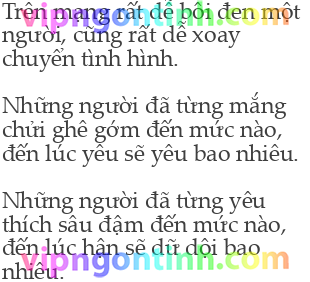 Trên mạng rất dễ bôi đen một
người, cũng rất dễ xoay
chuyển tình hình.
Những người đã từng mắng
chửi ghê gớm đến mức nào,
đến lúc yêu sẽ yêu bao nhiêu.
Những người đã từng yêu
thích sâu đậm đến mức nào,
đến lúc hận sẽ dữ dội bao
nhiêu.
vipngontinh.com
vipngontinh.com